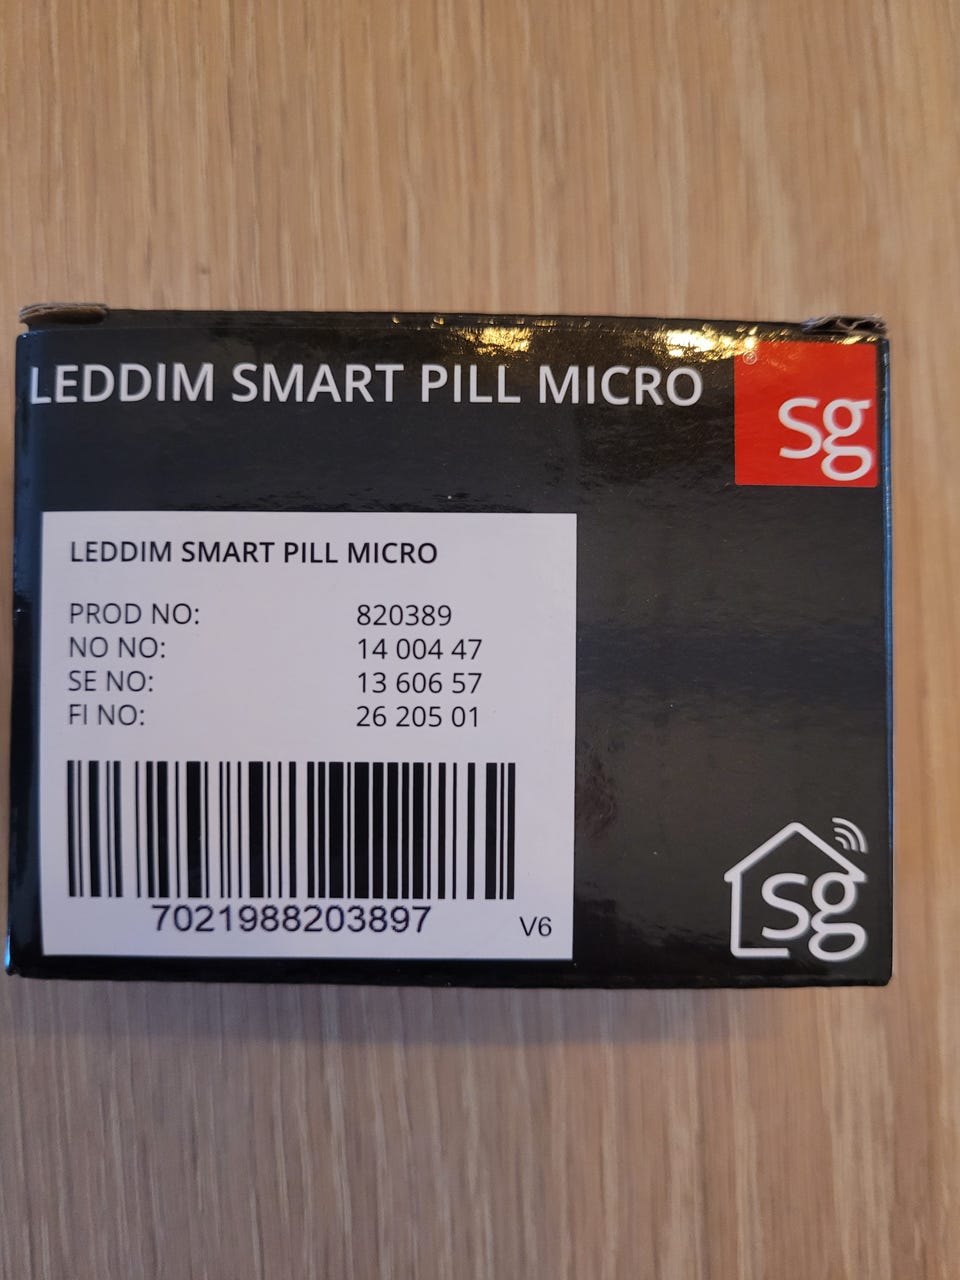 LEDDIM SMART PILL MICRO
®
sg
LEDDIM SMART PILL MICRO
PROD NO: 820389
NO NO: 14 004 47
SE NO: 13 606 57
FI NO: 26 205 01
7021988203897
V6
sg